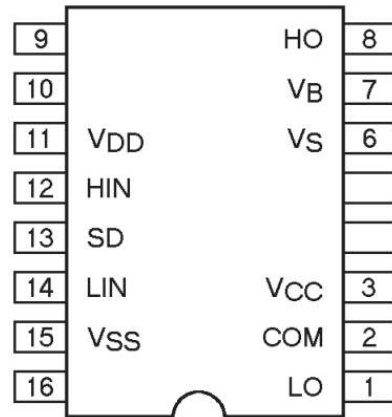 9 HO 8
10 VB 7
11 VDD VS 6
12 HIN
13 SD
14 LIN VCC 3
15 VSS COM 2
16 LO 1